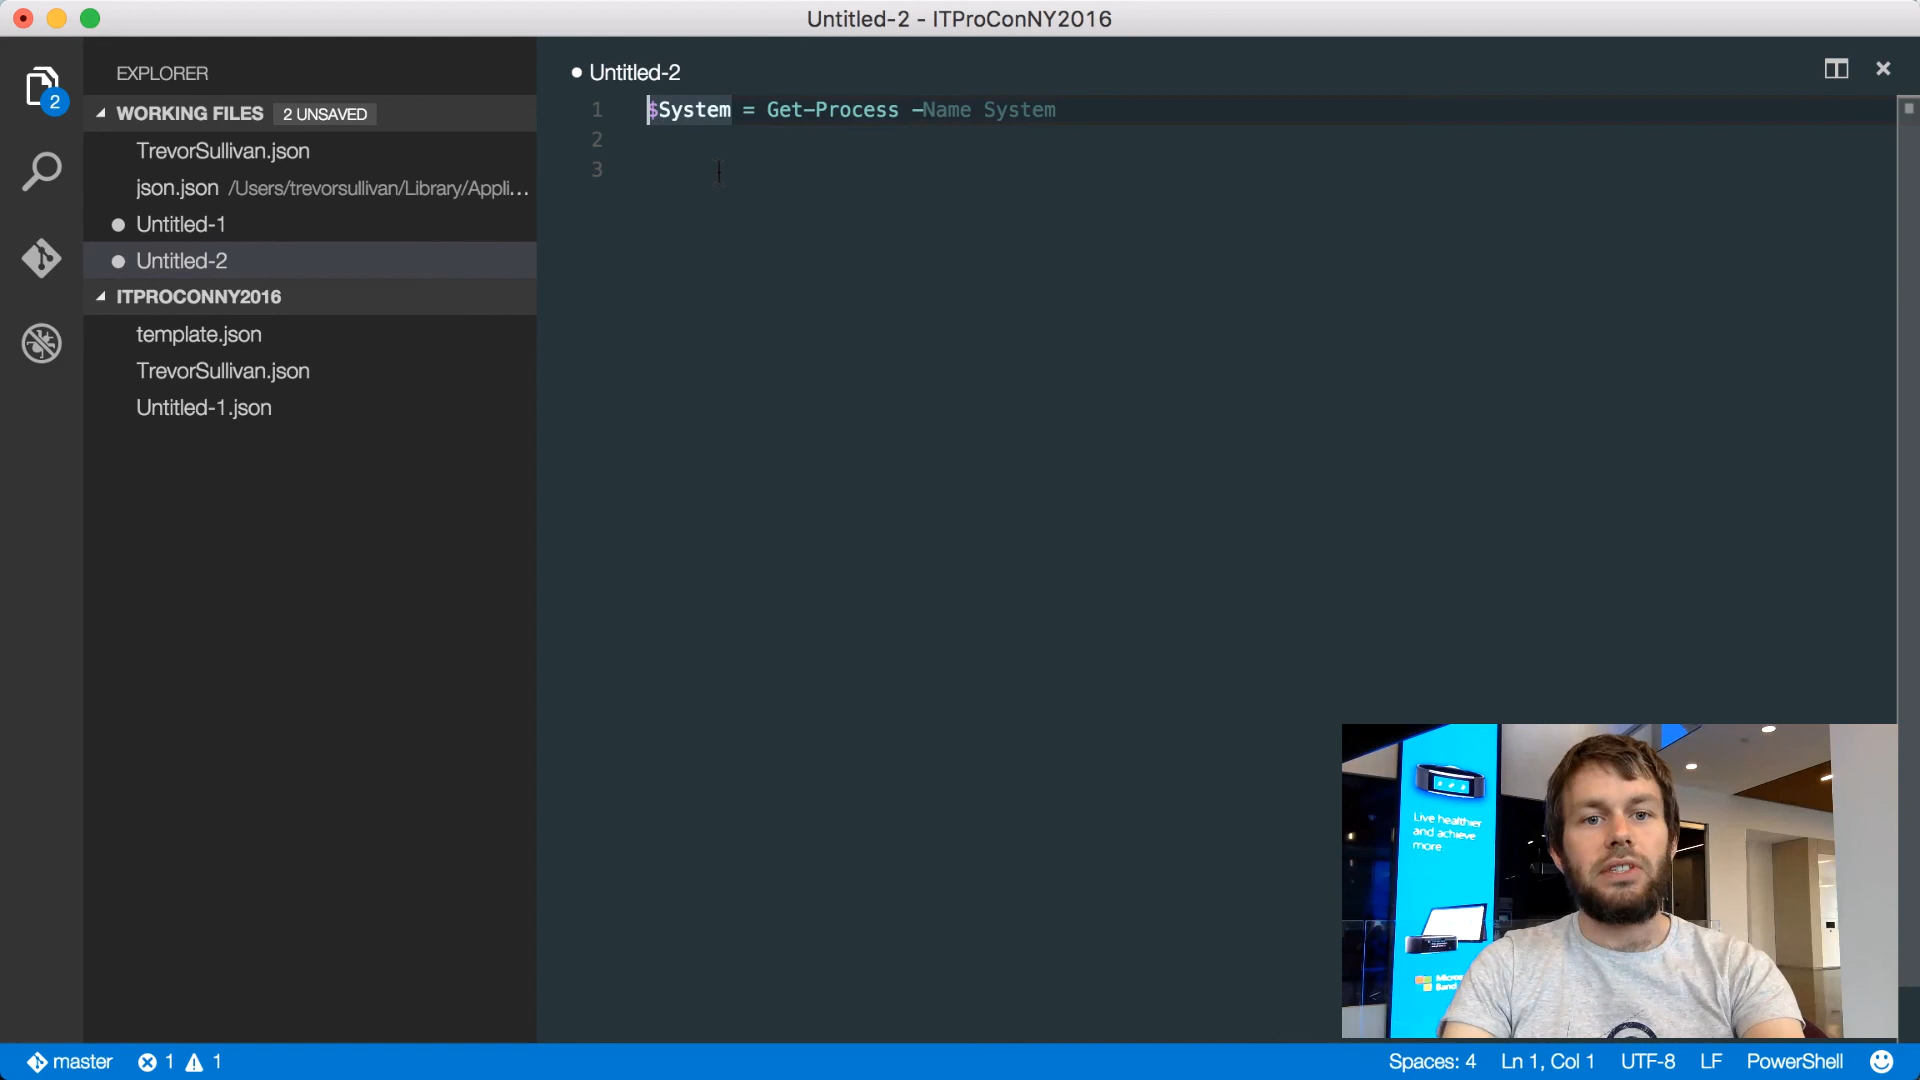 Untitled-2 - ITProConNY2016
EXPLORER
2
WORKING FILES 2 UNSAVED
TrevorSullivan.json
json.json /Users/trevorsullivan/Library/Appli...
Untitled-1
Untitled-2
ITPROCONNY2016
template.json
TrevorSullivan.json
Untitled-1.json
Untitled-2
1 $System = Get-Process -Name System
2
3
Live healthier
and achieve
more.
Band
master 1 1
Spaces: 4 Ln 1, Col 1 UTF-8 LF PowerShell